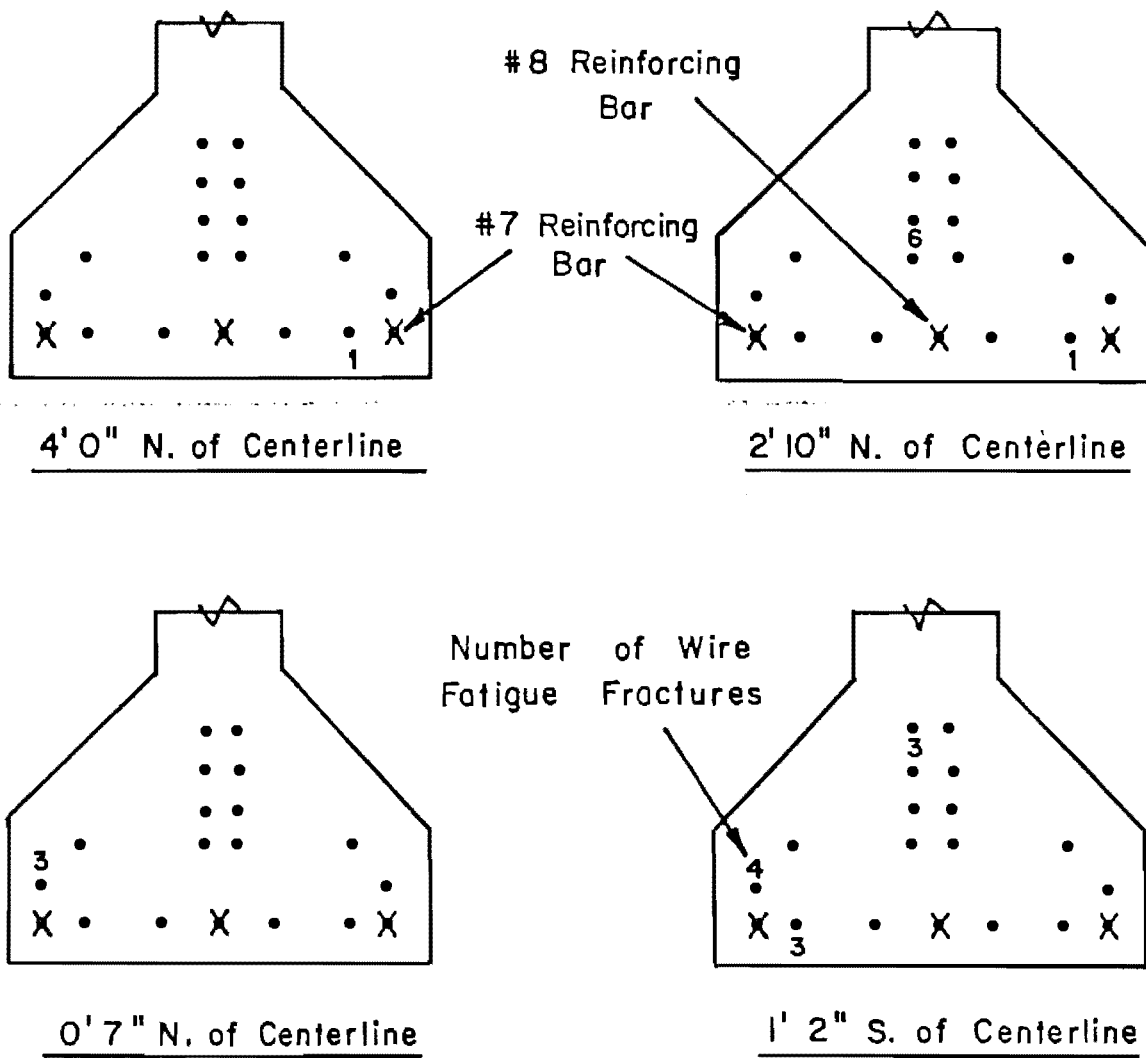 #8 Reinforcing
Bar
#7 Reinforcing
Bar
6
1
1
4'0" N. of Centerline
2'10" N. of Centerline
Number of Wire
Fatigue Fractures
3
3
4
3
0'7" N. of Centerline
1'2" S. of Centerline